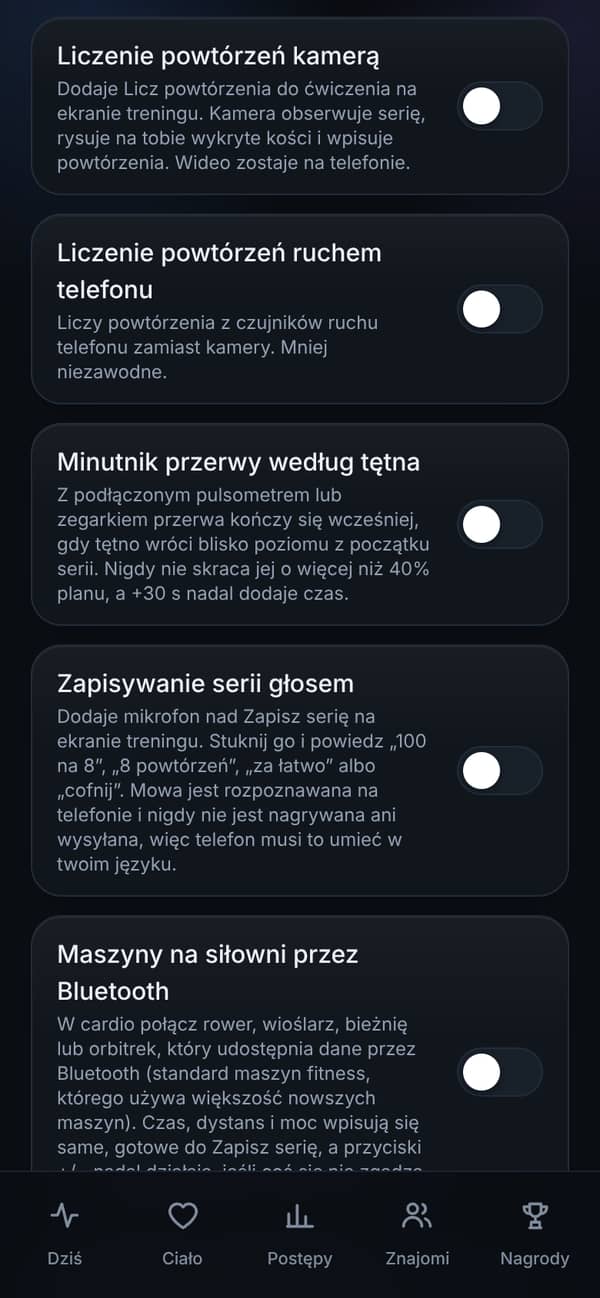 Liczenie powtórzeń kamerą
Dodaje Licz powtórzenia do ćwiczenia na
ekranie treningu. Kamera obserwuje serię,
rysuje na tobie wykryte kości i wpisuje
powtórzenia. Wideo zostaje na telefonie.
Liczenie powtórzeń ruchem
telefonu
Liczy powtórzenia z czujników ruchu
telefonu zamiast kamery. Mniej
niezawodne.
Minutnik przerwy według tętna
Z podłączonym pulsometrem lub
zegarkiem przerwa kończy się wcześniej,
gdy tętno wróci blisko poziomu z początku
serii. Nigdy nie skraca jej o więcej niż 40%
planu, a +30 s nadal dodaje czas.
Zapisywanie serii głosem
Dodaje mikrofon nad Zapisz serię na
ekranie treningu. Stuknij go i powiedz „100
na 8”, „8 powtórzeń”, „za łatwo” albo
„cofnij”. Mowa jest rozpoznawana na
telefonie i nigdy nie jest nagrywana ani
wysyłana, więc telefon musi to umieć w
twoim języku.
Maszyny na siłowni przez
Bluetooth
W cardio połącz rower, wioślarz, bieżnię
lub orbitrek, który udostępnia dane przez
Bluetooth (standard maszyn fitness,
którego używa większość nowszych
maszyn). Czas, dystans i moc wpisują się
same, gotowe do Zapisz serię, a przyciski
Dziś
Ciało
Postępy
Znajomi
Nagrody